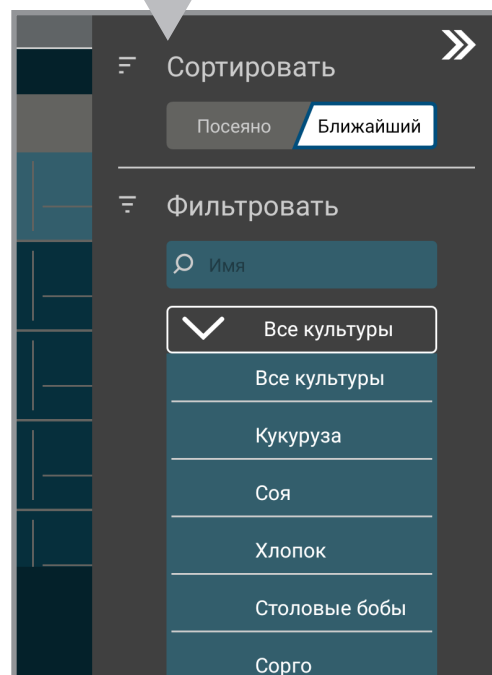 Сортировать
Посеяно Ближайший
Фильтровать
Имя
Все культуры
Все культуры
Кукуруза
Соя
Хлопок
Столовые бобы
Сорго